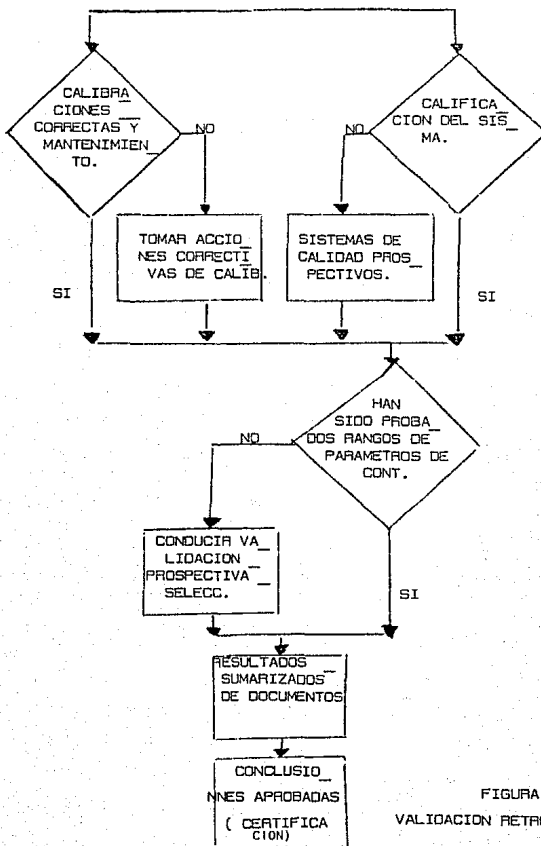 CALIBRA_
CIONES
CORRECTAS Y
MANTENIMIEN_
TO.
NO
CALIFICA_
CION DEL SIS_
MA.
NO
TOMAR ACCIO_
NES CORRECTI_
VAS DE CALIB.
SISTEMAS DE
CALIDAD PROS_
PECTIVOS.
SI
SI
HAN
SIDO PROBA_
DOS RANGOS DE
PARAMETROS DE
CONT.
NO
CONDUCIR VA_
LIDACION
PROSPECTIVA
SELECC.
SI
RESULTADOS
SUMARIZADOS
DE DOCUMENTOS
CONCLUSIO_
NNES APROBADAS
( CERTIFICA
CION)
FIGURA
VALIDACION RETR